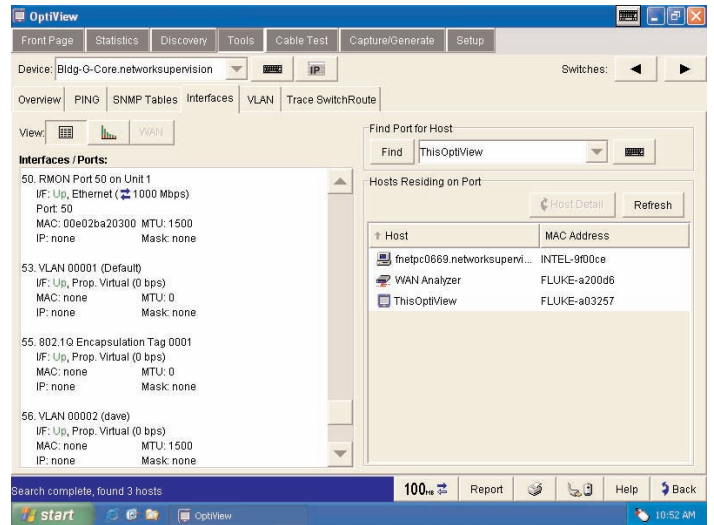 OptiView
Front Page Statistics Discovery Tools Cable Test Capture/Generate Setup
Device: Bldg-G-Core.networksupervision IP Switches:
Overview PING SNMP Tables Interfaces VLAN Trace SwitchRoute
View: WAN
Interfaces / Ports:
50. RMON Port 50 on Unit 1
I/F: Up, Ethernet ( 1000 Mbps)
Port: 50
MAC: 00e02ba20300 MTU: 1500
IP: none Mask: none
53. VLAN 00001 (Default)
I/F: Up, Prop. Virtual (0 bps)
MAC: none MTU: 0
IP: none Mask: none
55. 802.1Q Encapsulation Tag 0001
I/F: Up, Prop. Virtual (0 bps)
MAC: none MTU: 0
IP: none Mask: none
56. VLAN 00002 (dave)
I/F: Up, Prop. Virtual (0 bps)
MAC: none MTU: 1500
IP: none Mask: none
Find Port for Host
Find ThisOptiView
Hosts Residing on Port
Host Detail Refresh
Host MAC Address
fnetpc0669.networksupervi... INTEL-9f00ce
WAN Analyzer FLUKE-a200d6
ThisOptiView FLUKE-a03257
Search complete, found 3 hosts 100 Report Help Back
start OptiView 10:52 AM